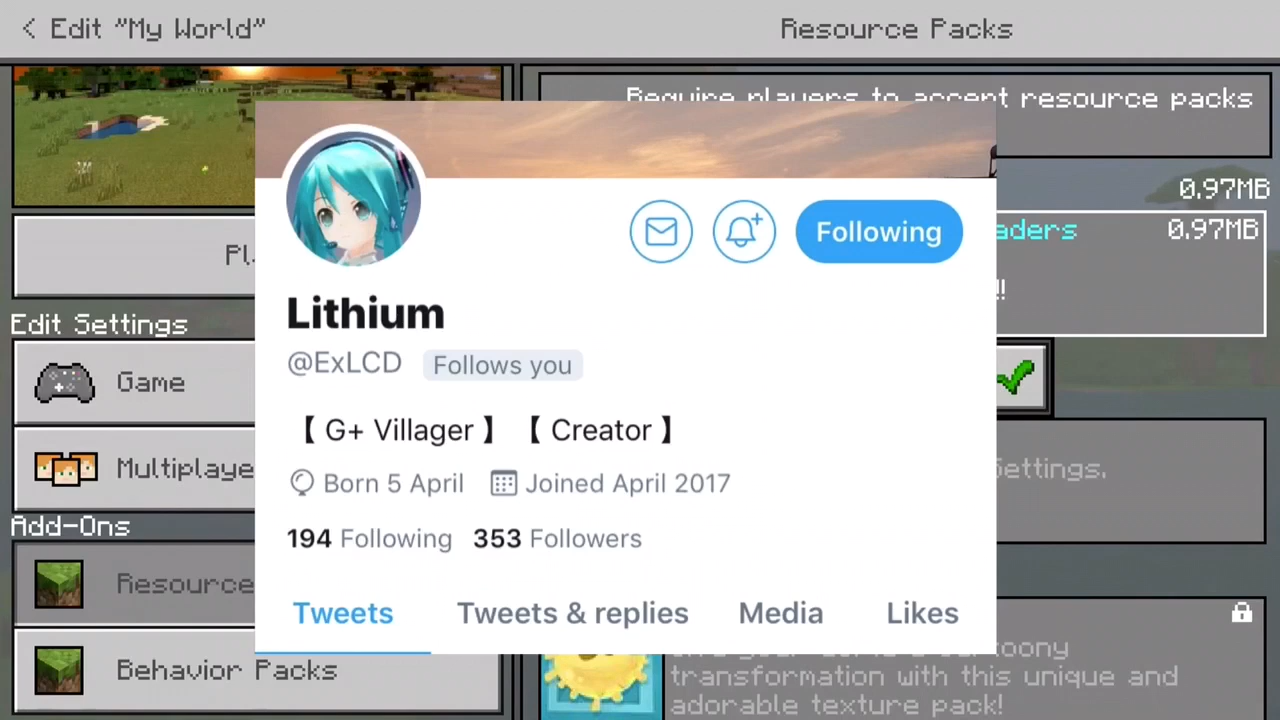 Edit "My World"
Resource Packs
Require players to accept resource packs
0.97MB
aders 0.97MB
Edit Settings
Game
Multiplaye
Add-Ons
Resource
Behavior Packs
Following
Lithium
@ExLCD Follows you
【 G+ Villager 】 【 Creator 】
Born 5 April Joined April 2017
194 Following 353 Followers
Tweets Tweets & replies Media Likes
ettings.
transformation with this unique and
adorable texture pack!